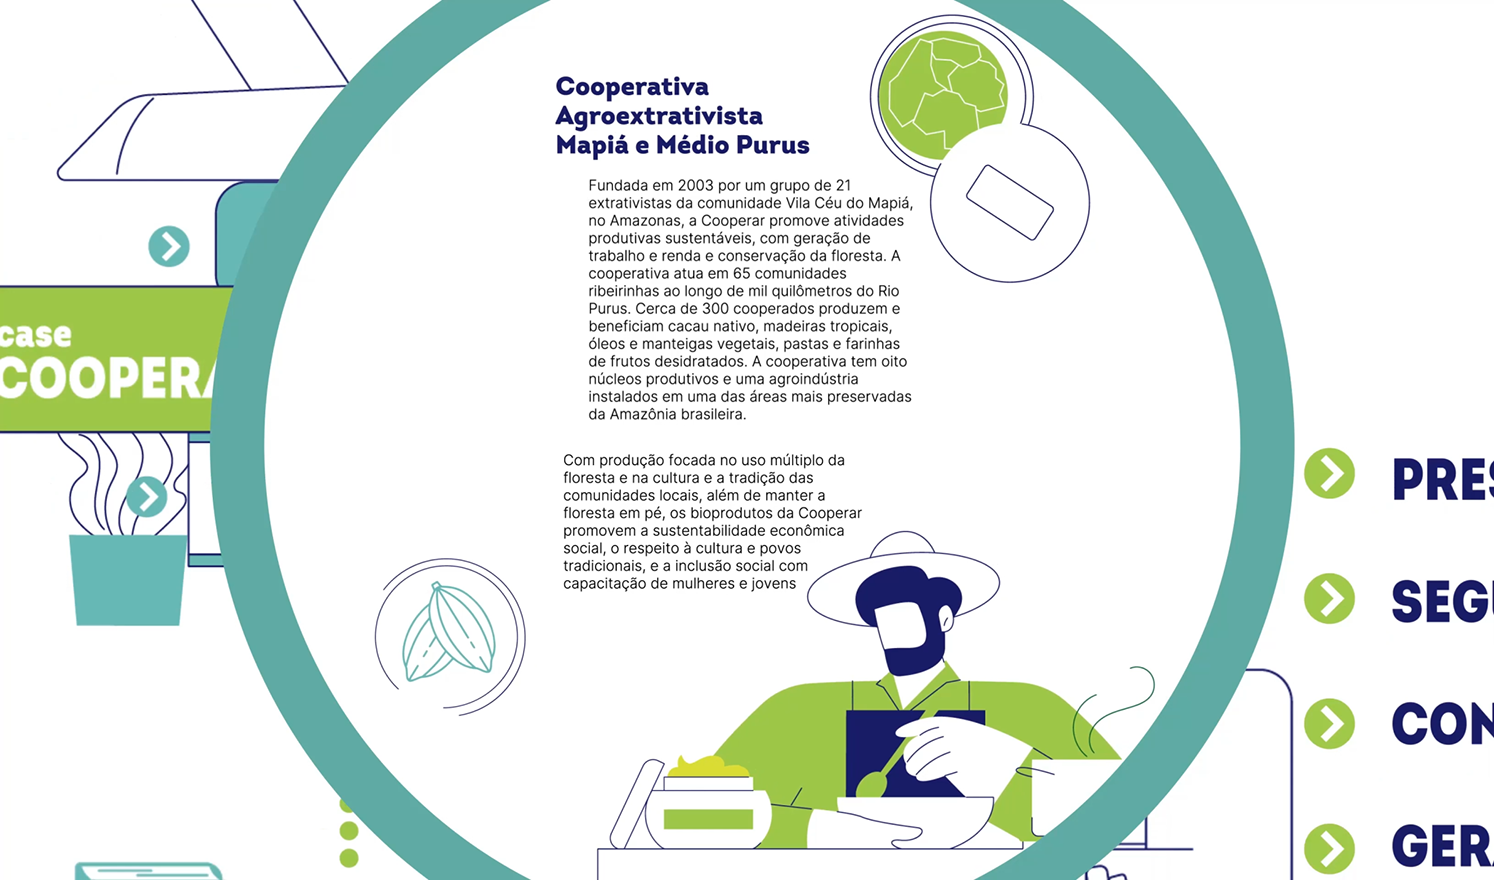 Cooperativa
Agroextrativista
Mapiá e Médio Purus
Fundada em 2003 por um grupo de 21
extrativistas da comunidade Vila Céu do Mapiá,
no Amazonas, a Cooperar promove atividades
produtivas sustentáveis, com geração de
trabalho e renda e conservação da floresta. A
cooperativa atua em 65 comunidades
ribeirinhas ao longo de mil quilômetros do Rio
Purus. Cerca de 300 cooperados produzem e
beneficiam cacau nativo, madeiras tropicais,
óleos e manteigas vegetais, pastas e farinhas
de frutos desidratados. A cooperativa tem oito
núcleos produtivos e uma agroindústria
instalados em uma das áreas mais preservadas
da Amazônia brasileira.
Com produção focada no uso múltiplo da
floresta e na cultura e a tradição das
comunidades locais, além de manter a
floresta em pé, os bioprodutos da Cooperar
promovem a sustentabilidade econômica
social, o respeito à cultura e povos
tradicionais, e a inclusão social com
capacitação de mulheres e jovens
case
COOPERA
PRES
SEGU
CON
GERA